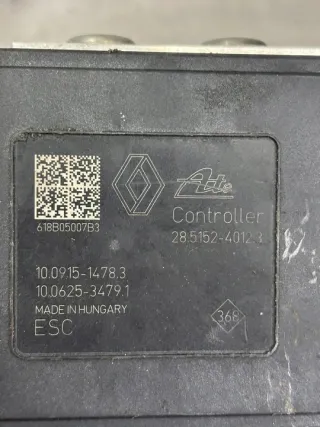 Ate
618B05007B3
Controller
28.5152-4012.3
10.0915-1478.3
10.0625-3479.1
MADE IN HUNGARY
ESC
368